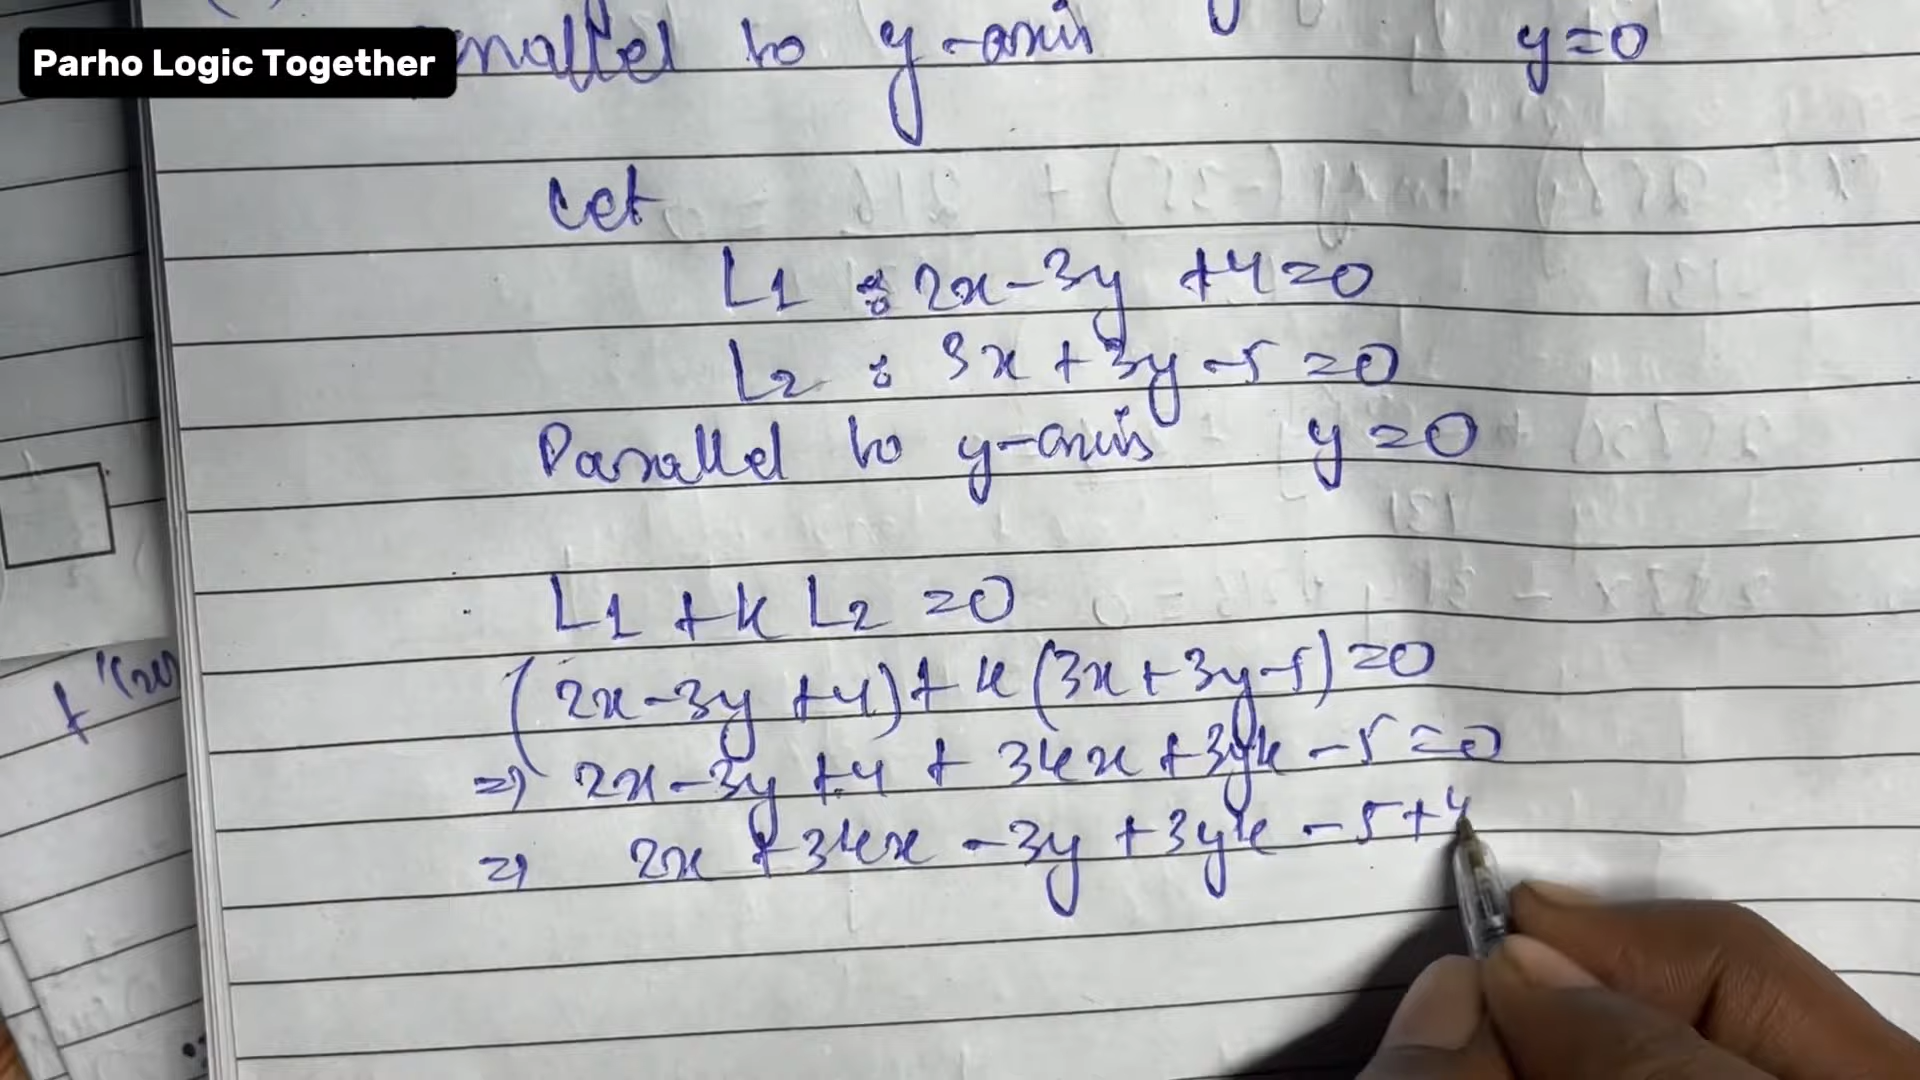 Parho Logic Together
parallel to y-axis y=0
Let
L1 : 2x-3y +4=0
L2 : 3x+3y-5=0
Parallel to y-axis y=0
L1 +k L2 =0
(2x-3y +4)+k(3x+3y-5)=0
=) 2x-3y +4 + 3kx+3yk-5=0
=) 2x +3kx -3y +3yk -5+4
+ "(20